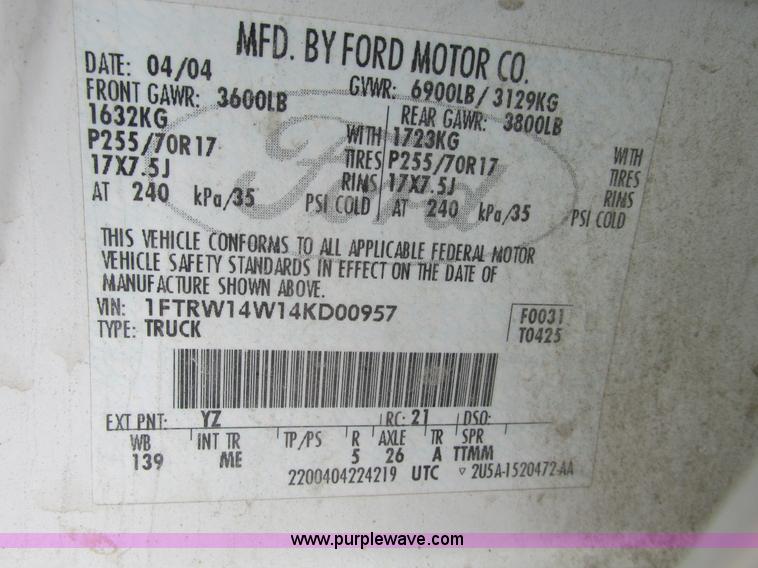 MFD. BY FORD MOTOR CO.
DATE: 04/04 GVWR: 6900LB/ 3129KG
FRONT GAWR: 3600LB REAR GAWR: 3800LB
1632KG WITH 1723KG WITH
P255/70R17 TIRES P255/70R17 TIRES
17X7.5J RIMS 17X7.5J RIMS
AT 240 kPa/35 PSI COLD AT 240 kPa/35 PSI COLD
Ford
THIS VEHICLE CONFORMS TO ALL APPLICABLE FEDERAL MOTOR
VEHICLE SAFETY STANDARDS IN EFFECT ON THE DATE OF
MANUFACTURE SHOWN ABOVE.
VIN: 1FTRW14W14KD00957 F0031
TYPE: TRUCK T0425
EXT PNT: YZ RC: 21 DSO:
WB INT TR TP/PS R AXLE TR SPR
139 ME 5 26 A TTMM
2200404224219 UTC ▽ 2U5A-1520472-AA
www.purplewave.com